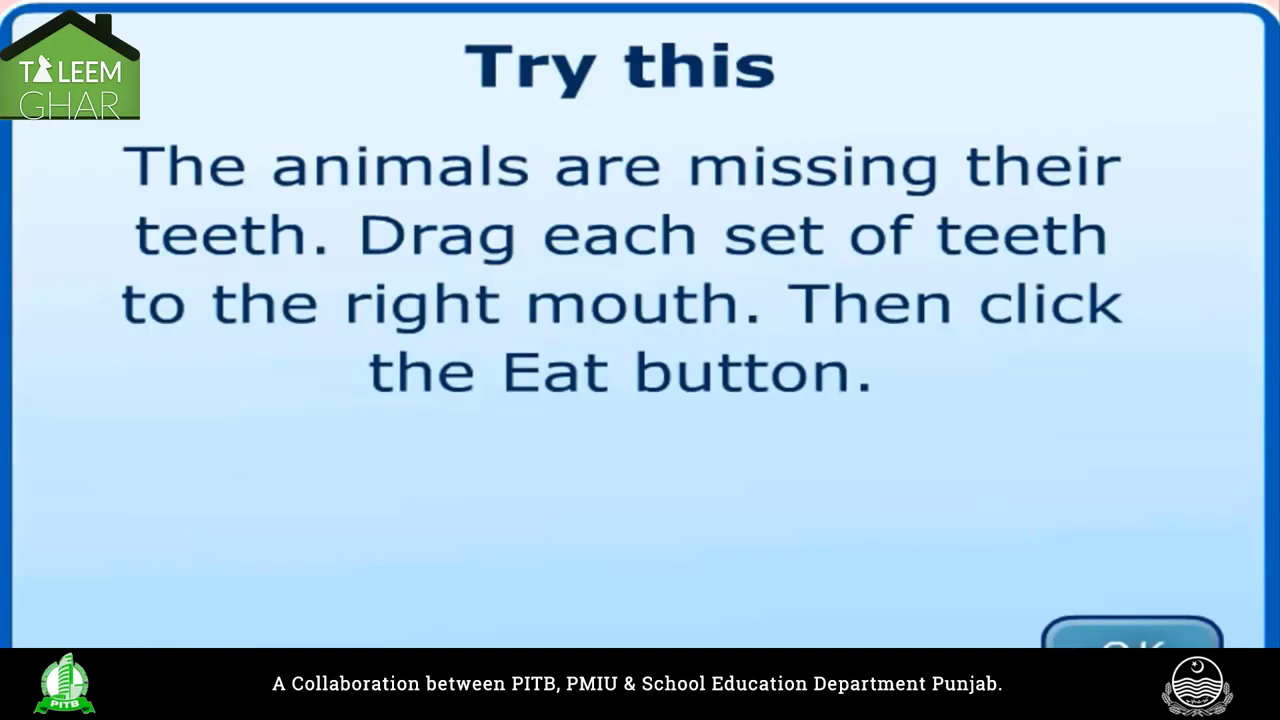 TALEEM
GHAR
Try this
The animals are missing their
teeth. Drag each set of teeth
to the right mouth. Then click
the Eat button.
PITB
A Collaboration between PITB, PMIU & School Education Department Punjab.